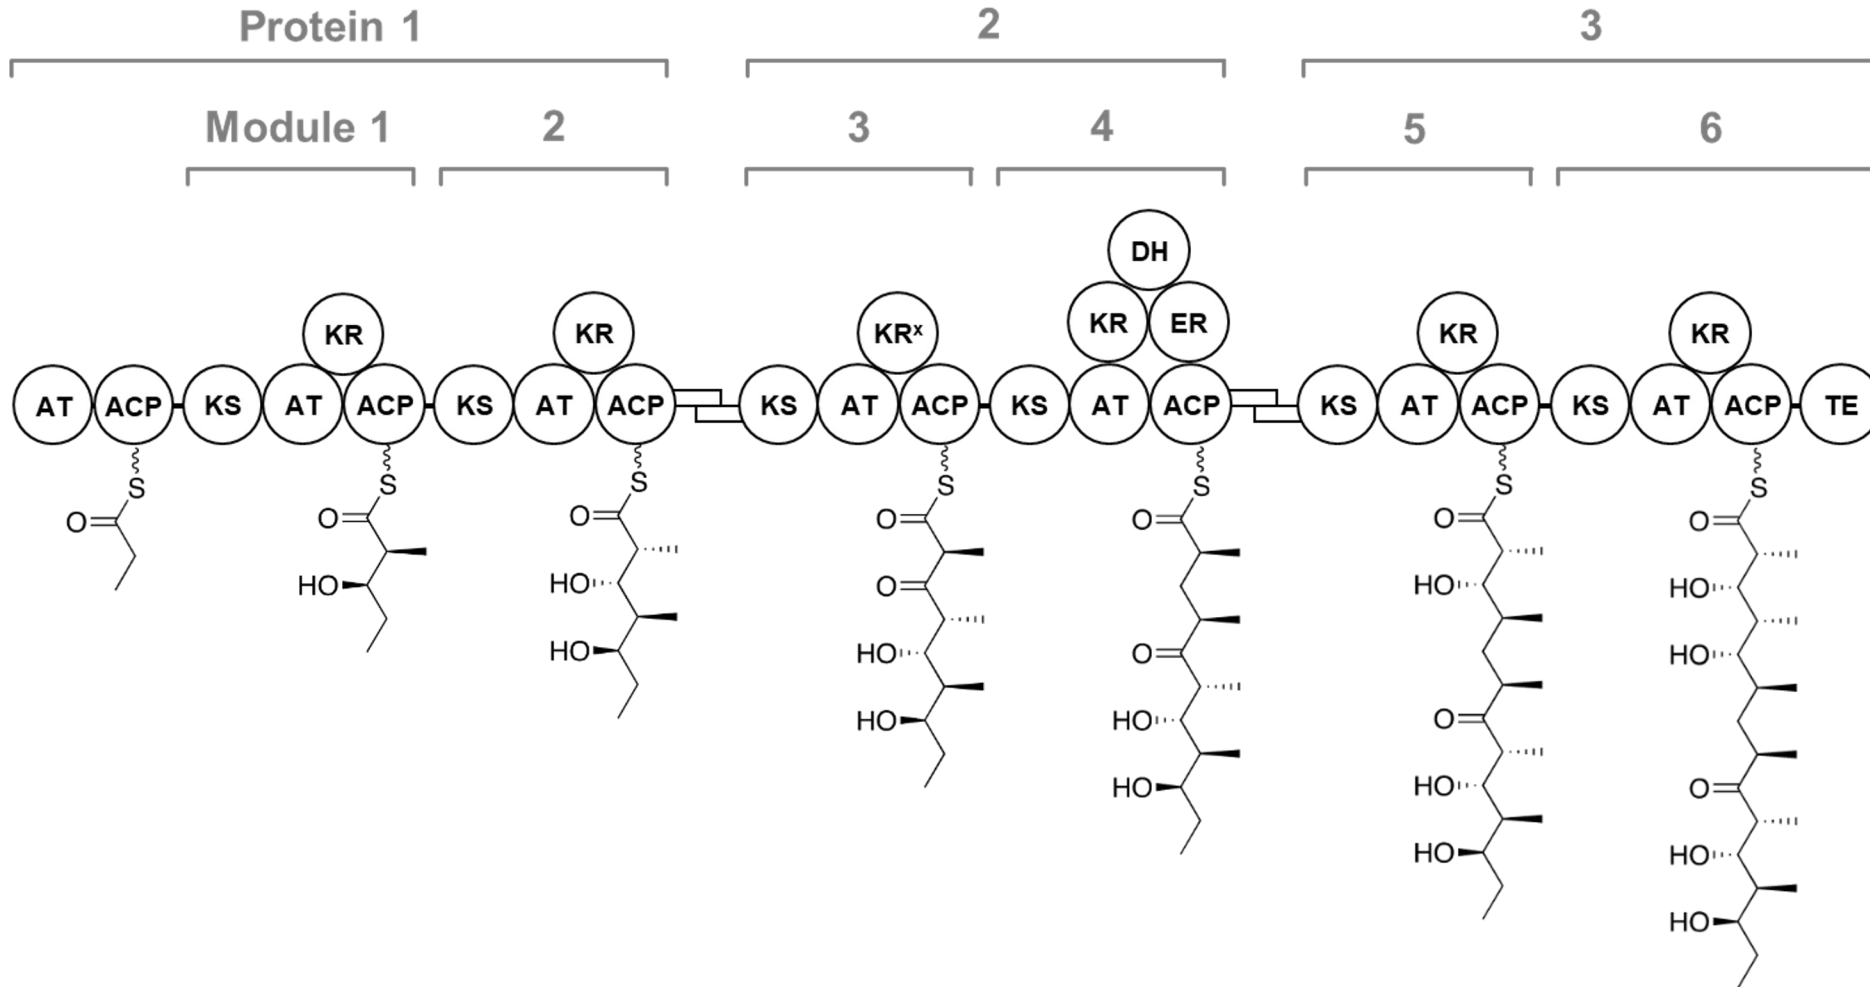 Protein 1 2 3
Module 1 2 3 4 5 6
DH
KR KR KRˣ KR ER KR KR
AT ACP KS AT ACP KS AT ACP KS AT ACP KS AT ACP KS AT ACP KS AT ACP TE
S S S S S S S
O O O O O O O
HO O O HO HO
HO HO O HO
HO HO O
HO HO O
HO HO
HO
HO